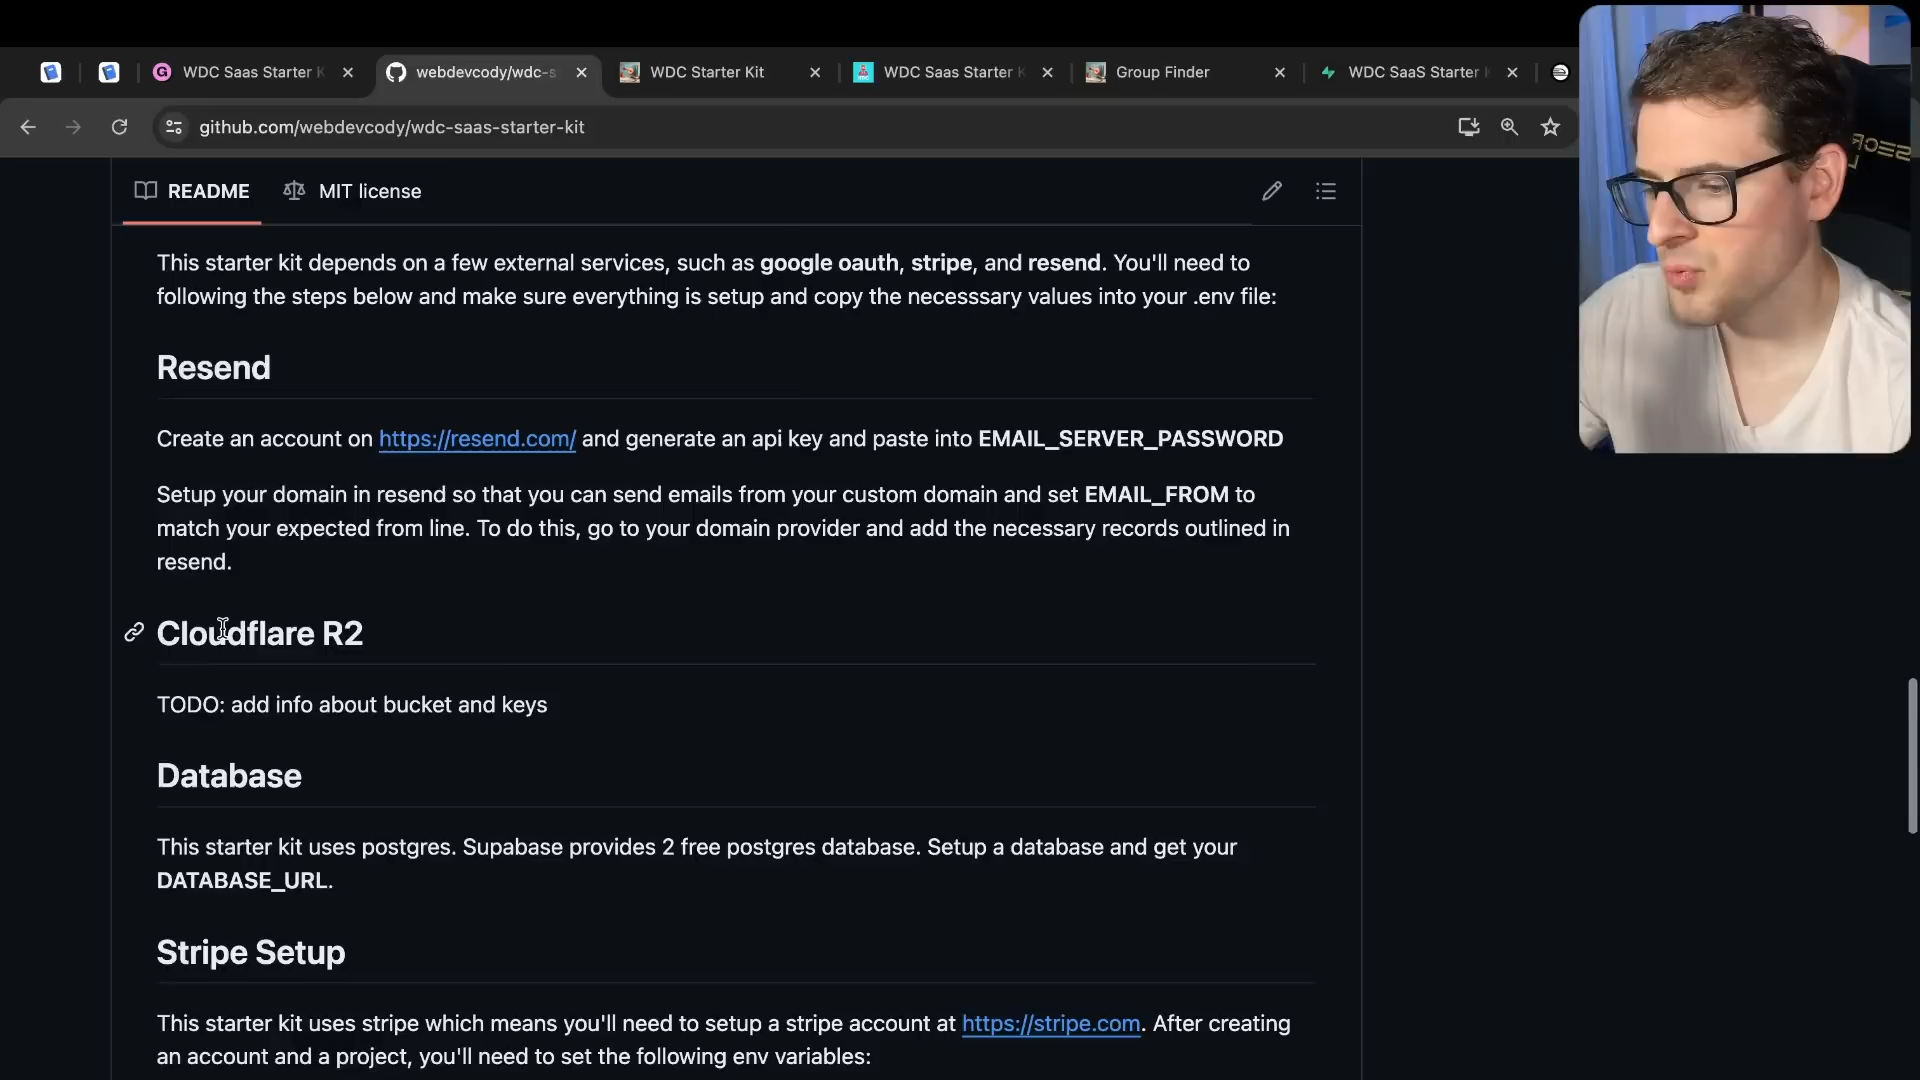 WDC Saas Starter K
webdevcody/wdc-s
WDC Starter Kit
WDC Saas Starter K
Group Finder
WDC SaaS Starter
github.com/webdevcody/wdc-saas-starter-kit
README
MIT license
This starter kit depends on a few external services, such as google oauth, stripe, and resend. You'll need to
following the steps below and make sure everything is setup and copy the necesssary values into your .env file:
Resend
Create an account on https://resend.com/ and generate an api key and paste into EMAIL_SERVER_PASSWORD
Setup your domain in resend so that you can send emails from your custom domain and set EMAIL_FROM to
match your expected from line. To do this, go to your domain provider and add the necessary records outlined in
resend.
Cloudflare R2
TODO: add info about bucket and keys
Database
This starter kit uses postgres. Supabase provides 2 free postgres database. Setup a database and get your
DATABASE_URL.
Stripe Setup
This starter kit uses stripe which means you'll need to setup a stripe account at https://stripe.com. After creating
an account and a project, you'll need to set the following env variables: